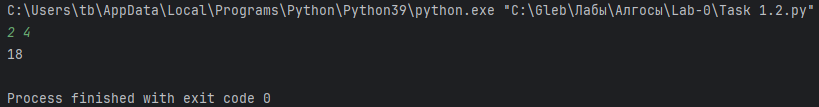 C:\Users\tb\AppData\Local\Programs\Python\Python39\python.exe "C:\Gleb\Лабы\Алгосы\Lab-0\Task 1.2.py"
2 4
18
Process finished with exit code 0